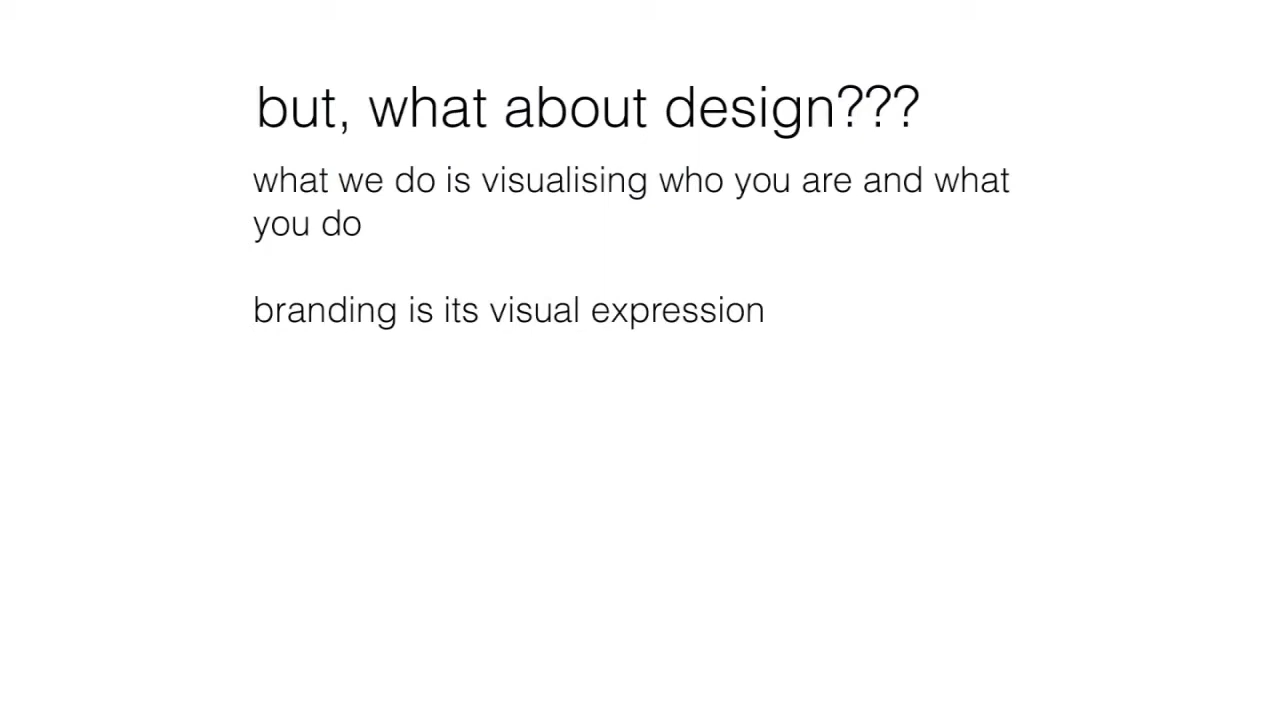 but, what about design???
what we do is visualising who you are and what
you do
branding is its visual expression